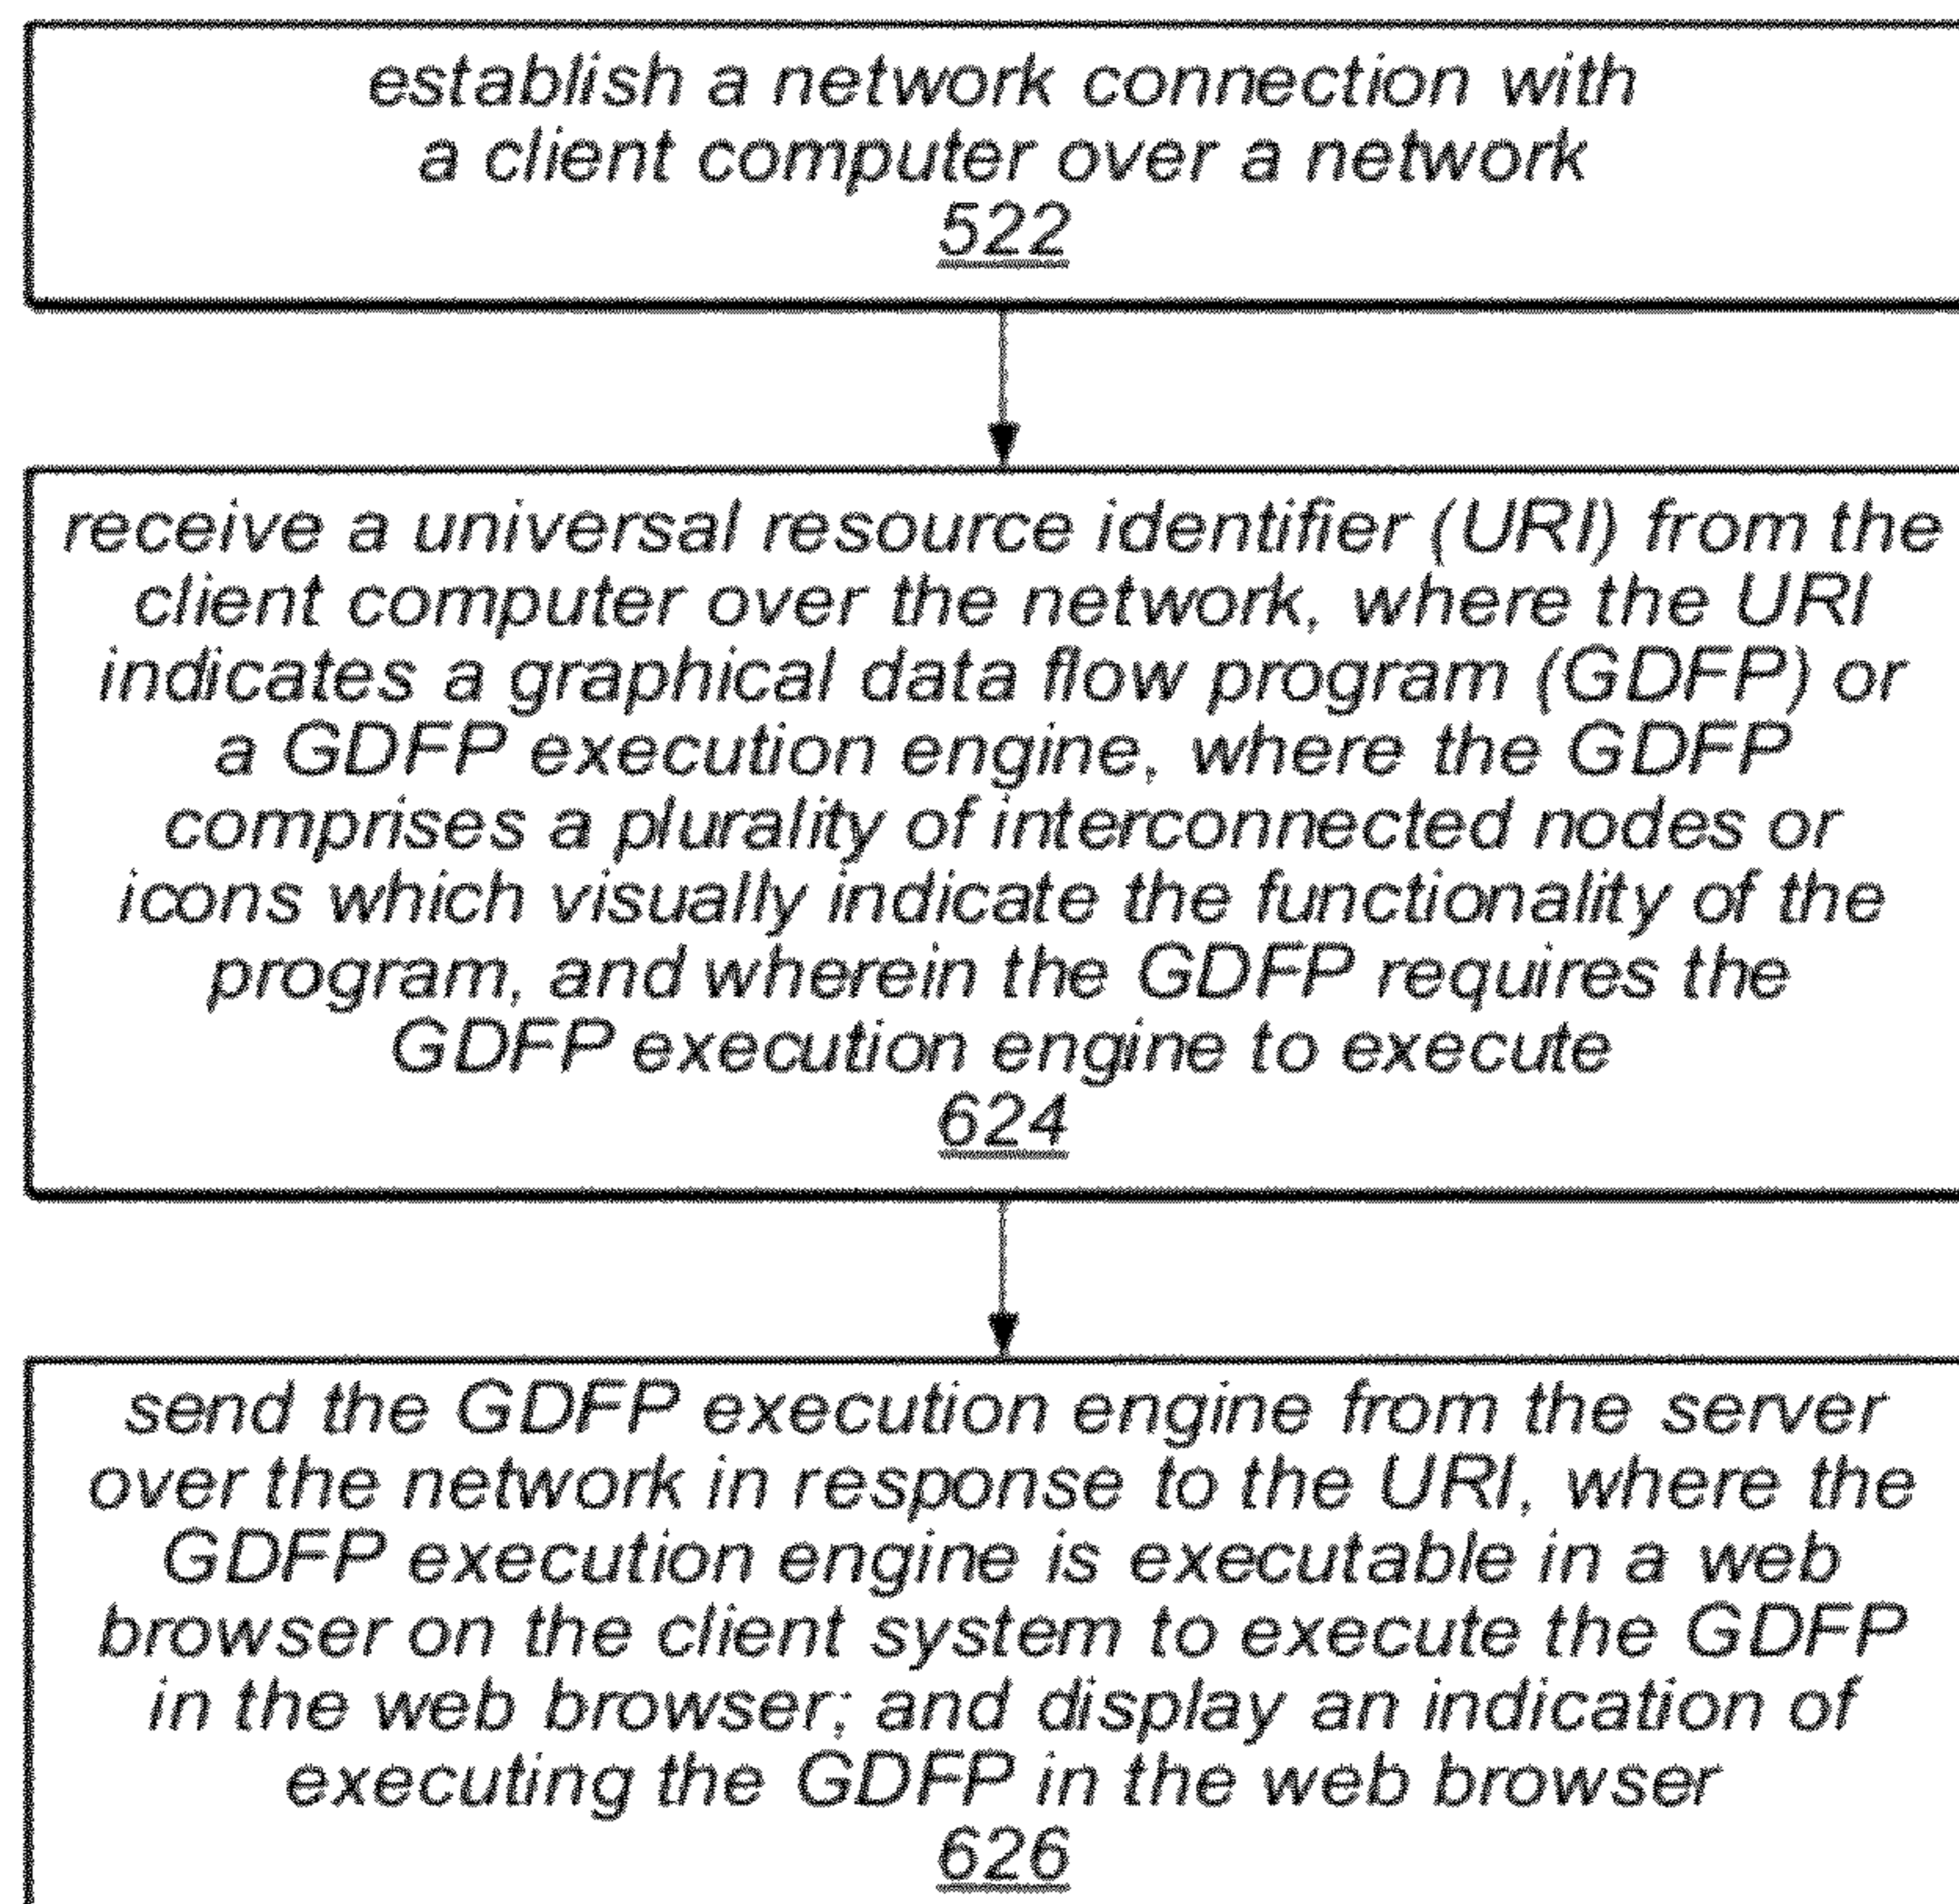 establish a network connection with
a client computer over a network
522
receive a universal resource identifier (URI) from the
client computer over the network, where the URI
indicates a graphical data flow program (GDFP) or
a GDFP execution engine, where the GDFP
comprises a plurality of interconnected nodes or
icons which visually indicate the functionality of the
program, and wherein the GDFP requires the
GDFP execution engine to execute
624
send the GDFP execution engine from the server
over the network in response to the URI, where the
GDFP execution engine is executable in a web
browser on the client system to execute the GDFP
in the web browser; and display an indication of
executing the GDFP in the web browser
626